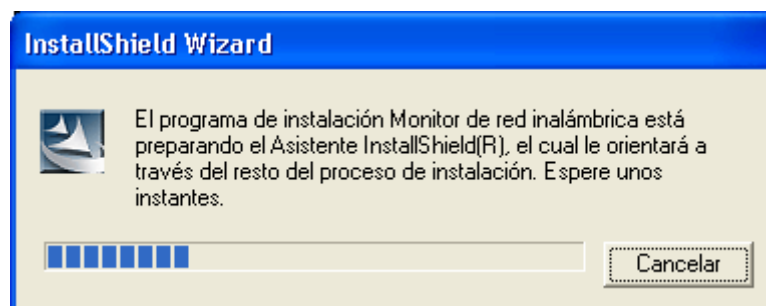 InstallShield Wizard
El programa de instalación Monitor de red inalámbrica está
preparando el Asistente InstallShield(R), el cual le orientará a
través del resto del proceso de instalación. Espere unos
instantes.
Cancelar